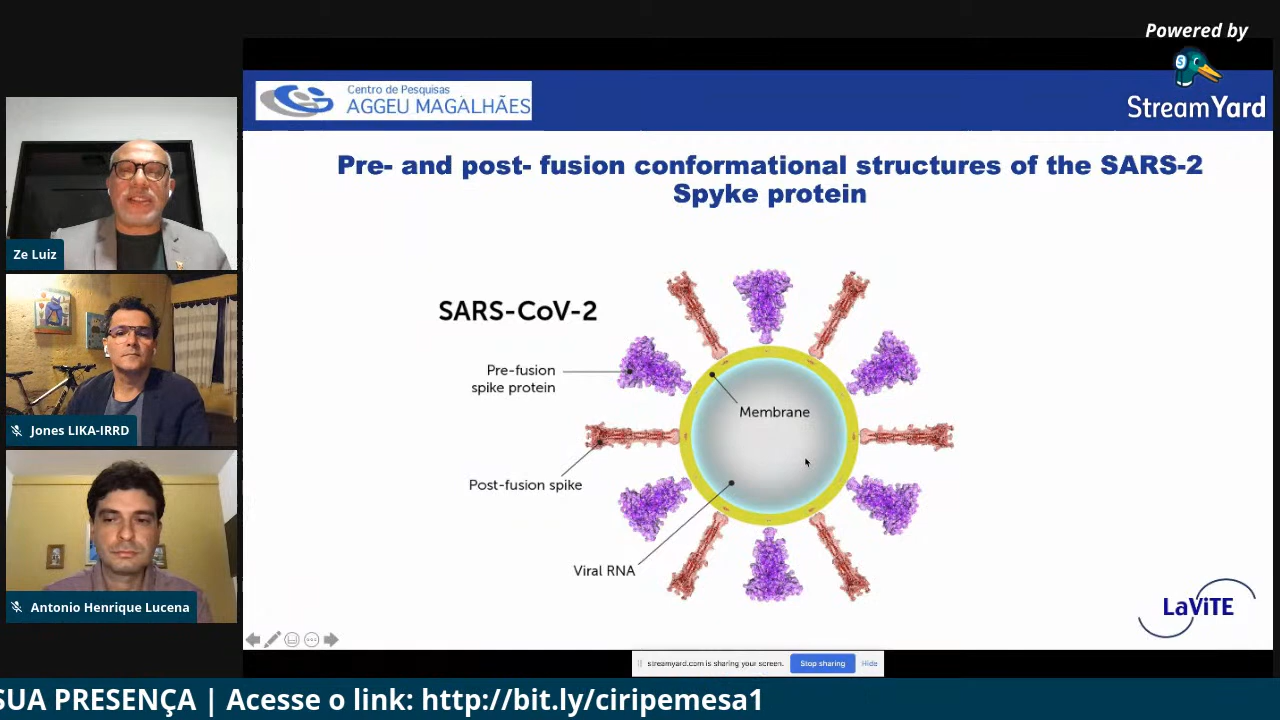 Powered by
StreamYard
Centro de Pesquisas
AGGEU MAGALHÃES
Pre- and post- fusion conformational structures of the SARS-2
Spyke protein
Ze Luiz
Jones LIKA-IRRD
Antonio Henrique Lucena
SARS-CoV-2
Pre-fusion
spike protein
Membrane
Post-fusion spike
Viral RNA
LaViTE
streamyard.com is sharing your screen.
Stop sharing
Hide
SUA PRESENÇA | Acesse o link: http://bit.ly/ciripemesa1